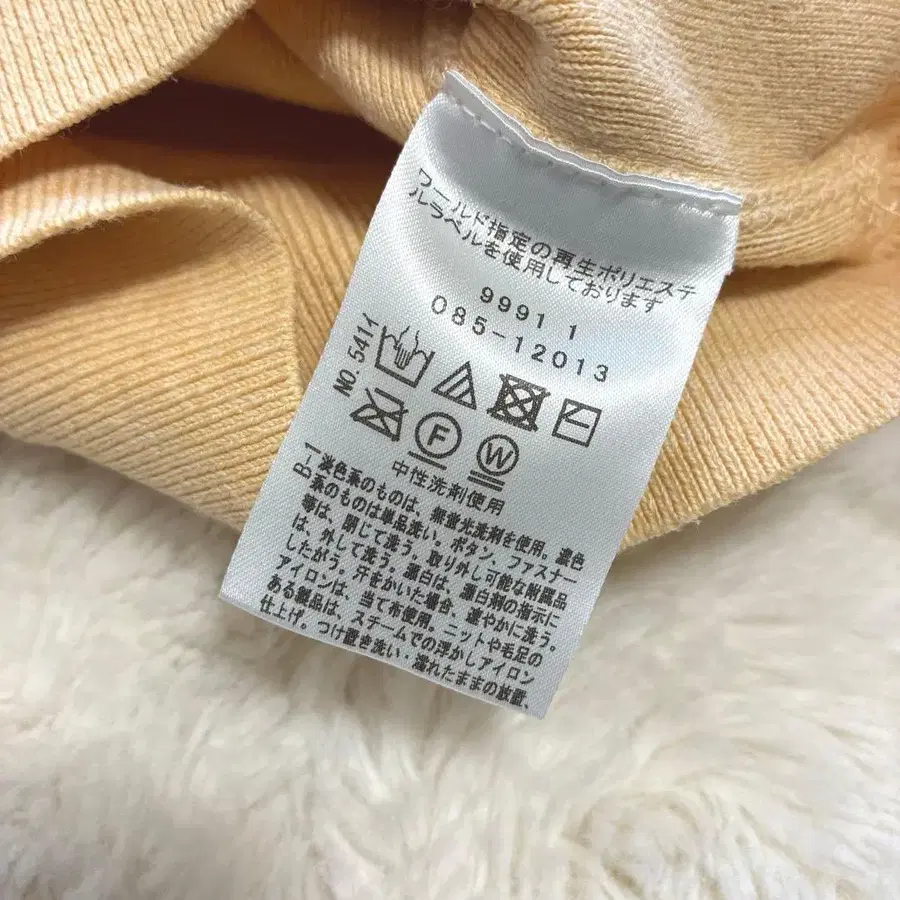 ワールド指定の再生ポリエステ
ルラベルを使用しております
9991 1
085-12013
NO. 541イ
F
W
中性洗剤使用
B-1
淡色系のものは、無蛍光洗剤を使用。濃色
系のものは単品洗い。ボタン、ファスナー
等は、閉じて洗う。取り外し可能な附属品
は、外して洗う。漂白は、漂白剤の指示に
したがう。汗をかいた場合、速やかに洗う。
アイロンは、当て布使用。ニットや毛足の
ある製品は、スチームでの浮かしアイロン
仕上げ。つけ置き洗い・濡れたままの放置、